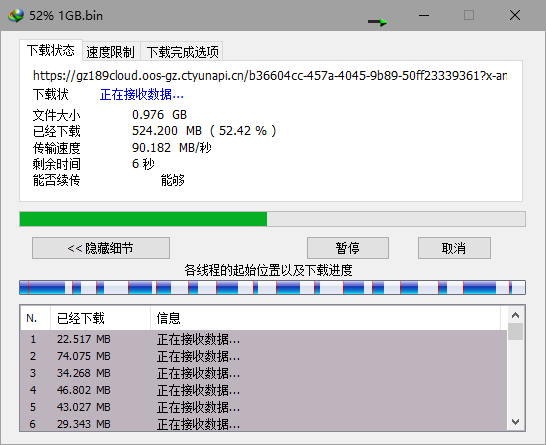 52% 1GB.bin
下载状态 速度限制 下载完成选项
https://gz189cloud.oos-gz.ctyunapi.cn/b36604cc-457a-4045-9b89-50ff23339361?x-an
下载状 正在接收数据...
文件大小 0.976 GB
已经下载 524.200 MB ( 52.42 % )
传输速度 90.182 MB/秒
剩余时间 6 秒
能否续传 能够
<< 隐藏细节 暂停 取消
各线程的起始位置以及下载进度
N. 已经下载 信息
1 22.517 MB 正在接收数据...
2 74.075 MB 正在接收数据...
3 34.268 MB 正在接收数据...
4 46.802 MB 正在接收数据...
5 43.027 MB 正在接收数据...
6 29.343 MB 正在接收数据...